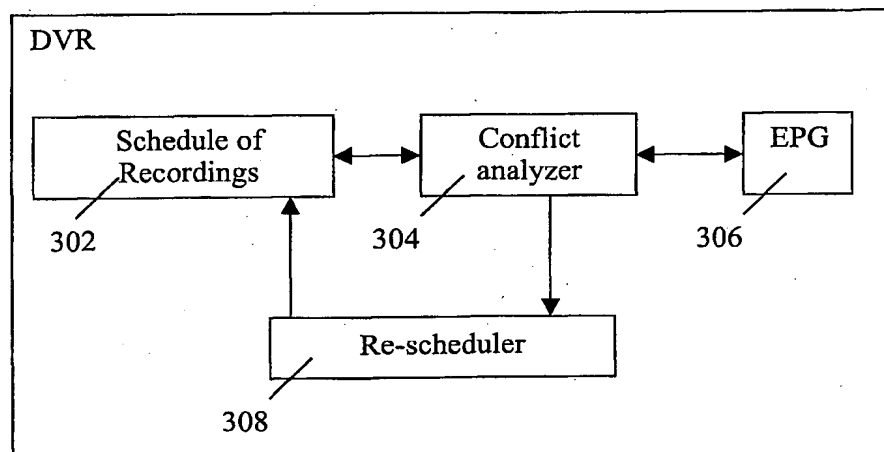 DVR
Schedule of
Recordings
Conflict
analyzer
EPG
302
304
306
Re-scheduler
308